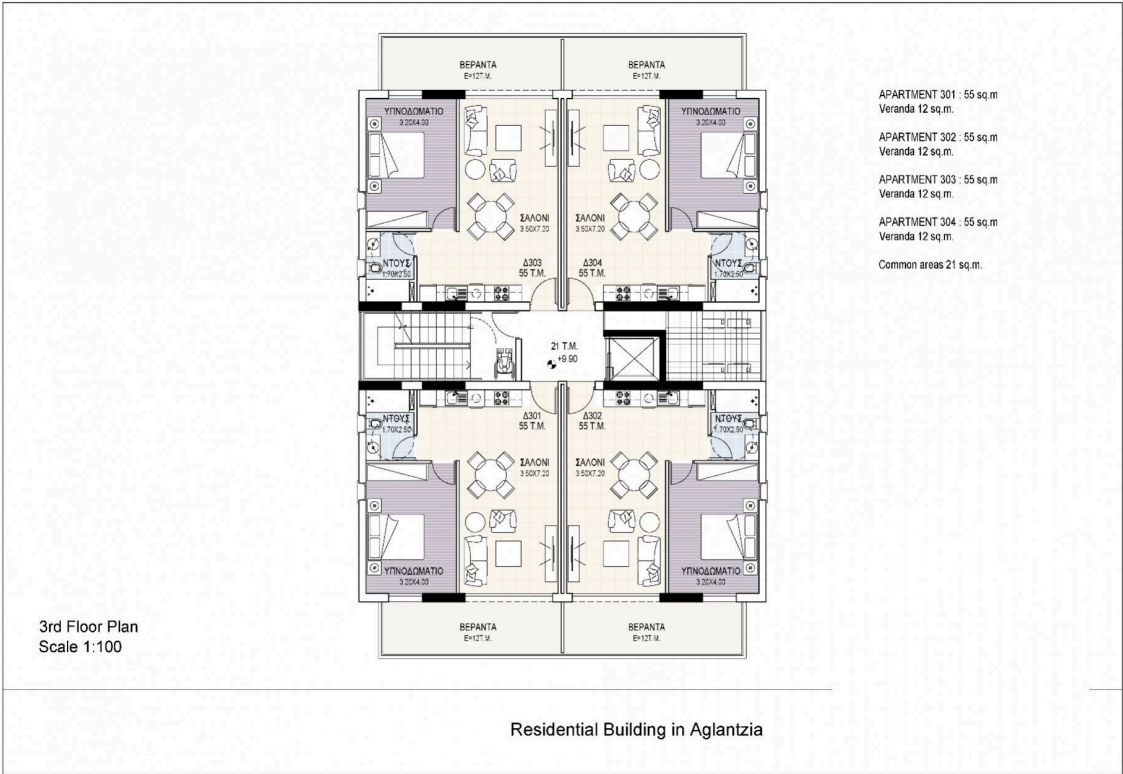 ΒΕΡΑΝΤΑ
Ε=12Τ.Μ.
ΒΕΡΑΝΤΑ
Ε=12Τ.Μ.
ΥΠΝΟΔΩΜΑΤΙΟ
3.20X4.00
ΥΠΝΟΔΩΜΑΤΙΟ
3.20X4.00
ΣΑΛΟΝΙ
3.50X7.20
ΣΑΛΟΝΙ
3.50X7.20
ΝΤΟΥΣ
1.70X2.50
Δ303
55 Τ.Μ.
Δ304
55 Τ.Μ.
ΝΤΟΥΣ
1.70X2.50
21 Τ.Μ.
+9.90
ΝΤΟΥΣ
1.70X2.50
Δ301
55 Τ.Μ.
Δ302
55 Τ.Μ.
ΝΤΟΥΣ
1.70X2.50
ΣΑΛΟΝΙ
3.50X7.20
ΣΑΛΟΝΙ
3.50X7.20
ΥΠΝΟΔΩΜΑΤΙΟ
3.20X4.00
ΥΠΝΟΔΩΜΑΤΙΟ
3.20X4.00
ΒΕΡΑΝΤΑ
Ε=12Τ.Μ.
ΒΕΡΑΝΤΑ
Ε=12Τ.Μ.
APARTMENT 301 : 55 sq.m
Veranda 12 sq.m.
APARTMENT 302 : 55 sq.m
Veranda 12 sq.m.
APARTMENT 303 : 55 sq.m
Veranda 12 sq.m.
APARTMENT 304 : 55 sq.m
Veranda 12 sq.m.
Common areas 21 sq.m.
3rd Floor Plan
Scale 1:100
Residential Building in Aglantzia